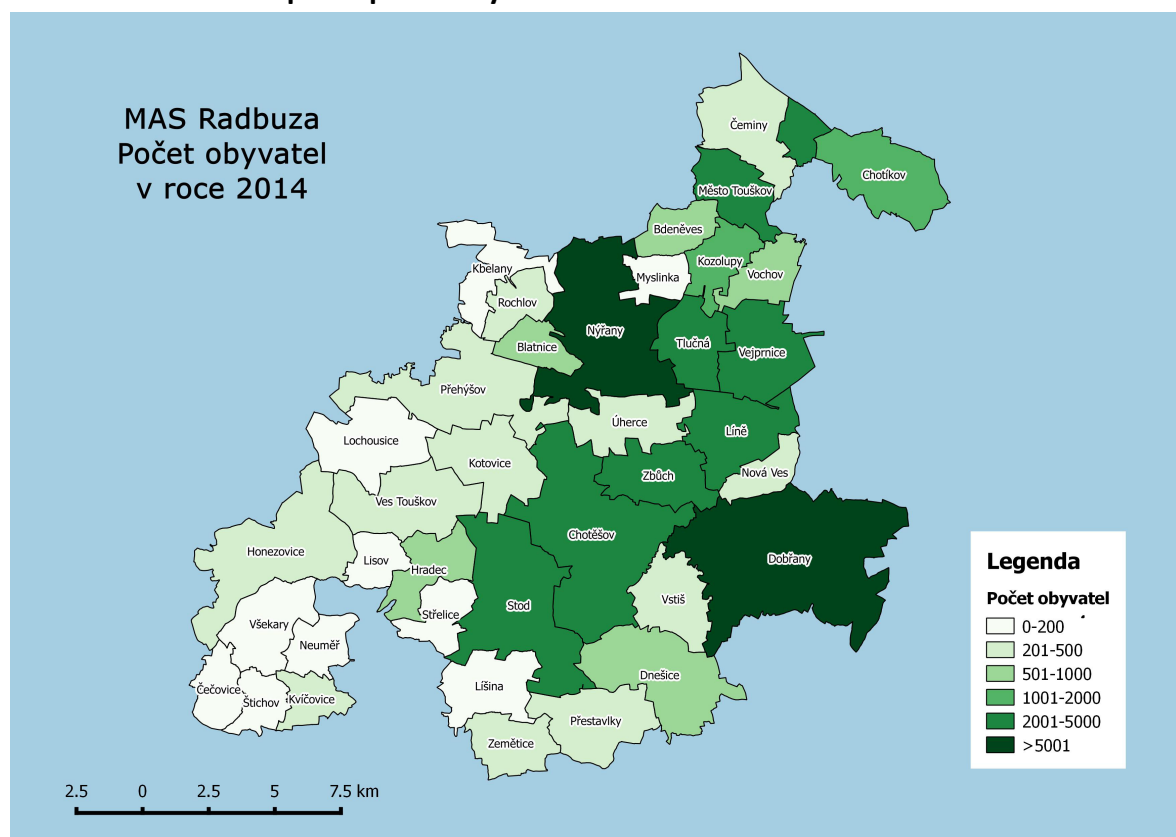 MAS Radbuza
Počet obyvatel
v roce 2014
Čeminy
Chotíkov
Město Touškov
Bdeněves
Kozolupy
Vochov
Kbelany
Myslinka
Rochlov
Nýřany
Tlučná
Vejprnice
Blatnice
Přehýšov
Úherce
Líně
Lochousice
Kotovice
Zbůch
Nová Ves
Ves Touškov
Chotěšov
Honezovice
Lisov
Hradec
Dobřany
Stod
Vstiš
Střelice
Všekary
Neuměř
Čečovice
Štichov
Kvíčovice
Líšina
Dnešice
Přestavlky
Zemětice
Legenda
Počet obyvatel
0-200
201-500
501-1000
1001-2000
2001-5000
>5001
2.5 0 2.5 5 7.5 km